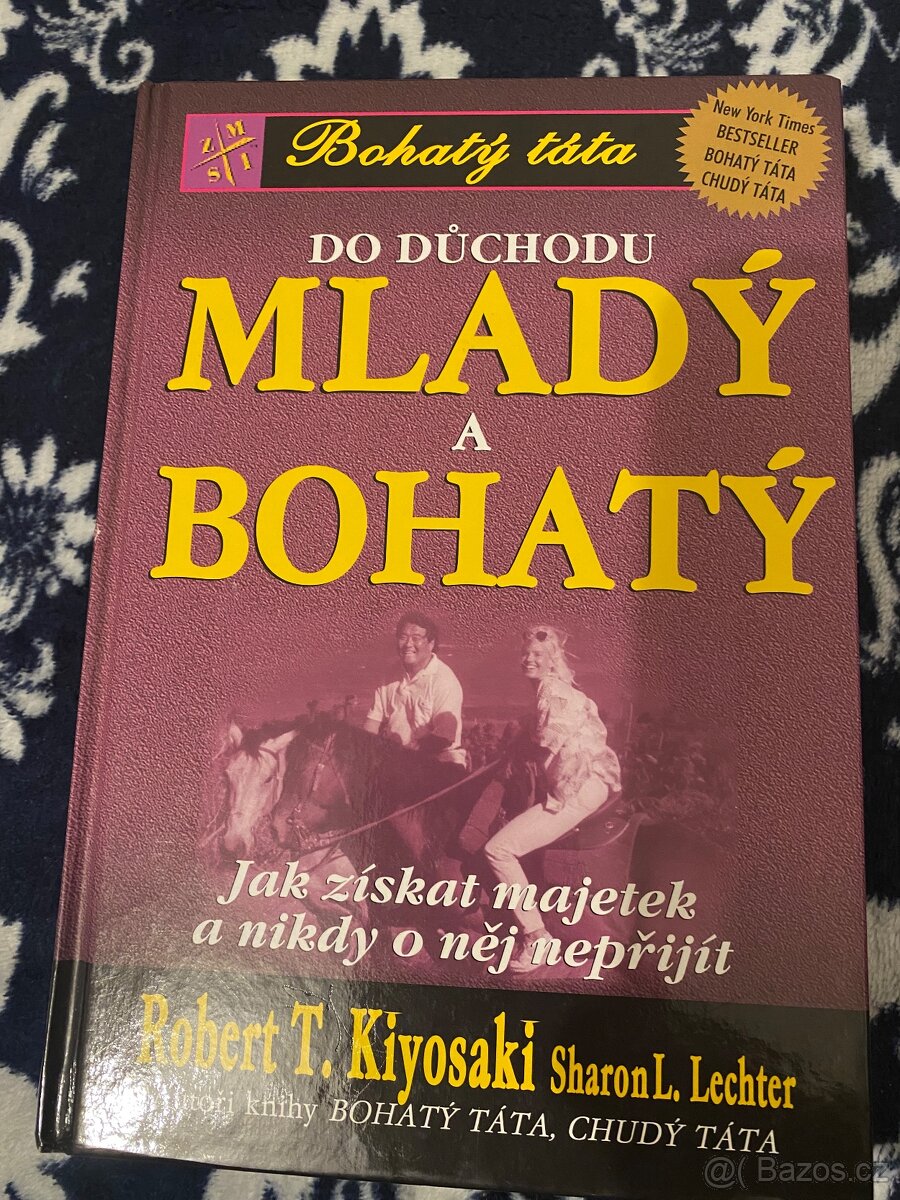 Z M
S I
Bohatý táta
New York Times
BESTSELLER
BOHATÝ TÁTA
CHUDÝ TÁTA
DO DŮCHODU
MLADÝ
A
BOHATÝ
Jak získat majetek
a nikdy o něj nepřijít
Robert T. Kiyosaki Sharon L. Lechter
knihy BOHATÝ TÁTA, CHUDÝ TÁTA
@( Bazos.cz